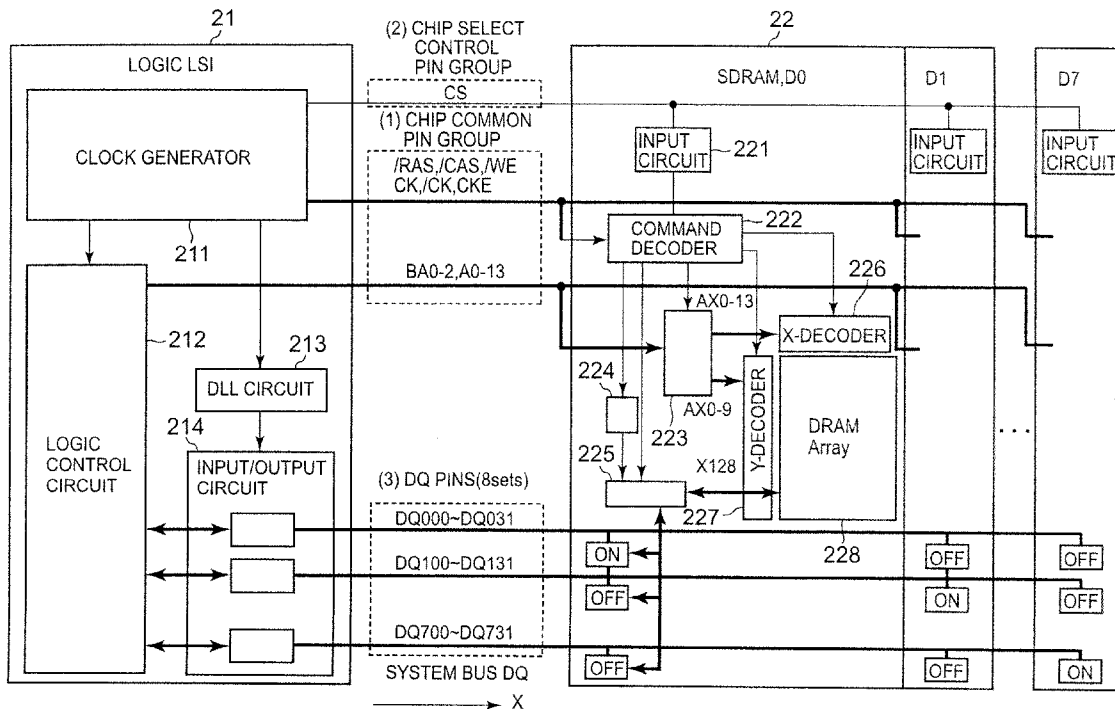 21
LOGIC LSI
CLOCK GENERATOR
211
212
213
DLL CIRCUIT
214
LOGIC
CONTROL
CIRCUIT
INPUT/OUTPUT
CIRCUIT
(2) CHIP SELECT
CONTROL
PIN GROUP
CS
(1) CHIP COMMON
PIN GROUP
/RAS,/CAS,/WE
CK,/CK,CKE
BA0-2,A0-13
(3) DQ PINS(8sets)
DQ000~DQ031
DQ100~DQ131
DQ700~DQ731
SYSTEM BUS DQ
X
22
SDRAM,D0
D1
D7
INPUT
CIRCUIT
221
INPUT
CIRCUIT
INPUT
CIRCUIT
COMMAND
DECODER
222
226
AX0-13
X-DECODER
224
AX0-9
223
Y-DECODER
DRAM
Array
...
225
X128
227
228
ON
OFF
OFF
OFF
ON
OFF
OFF
OFF
ON